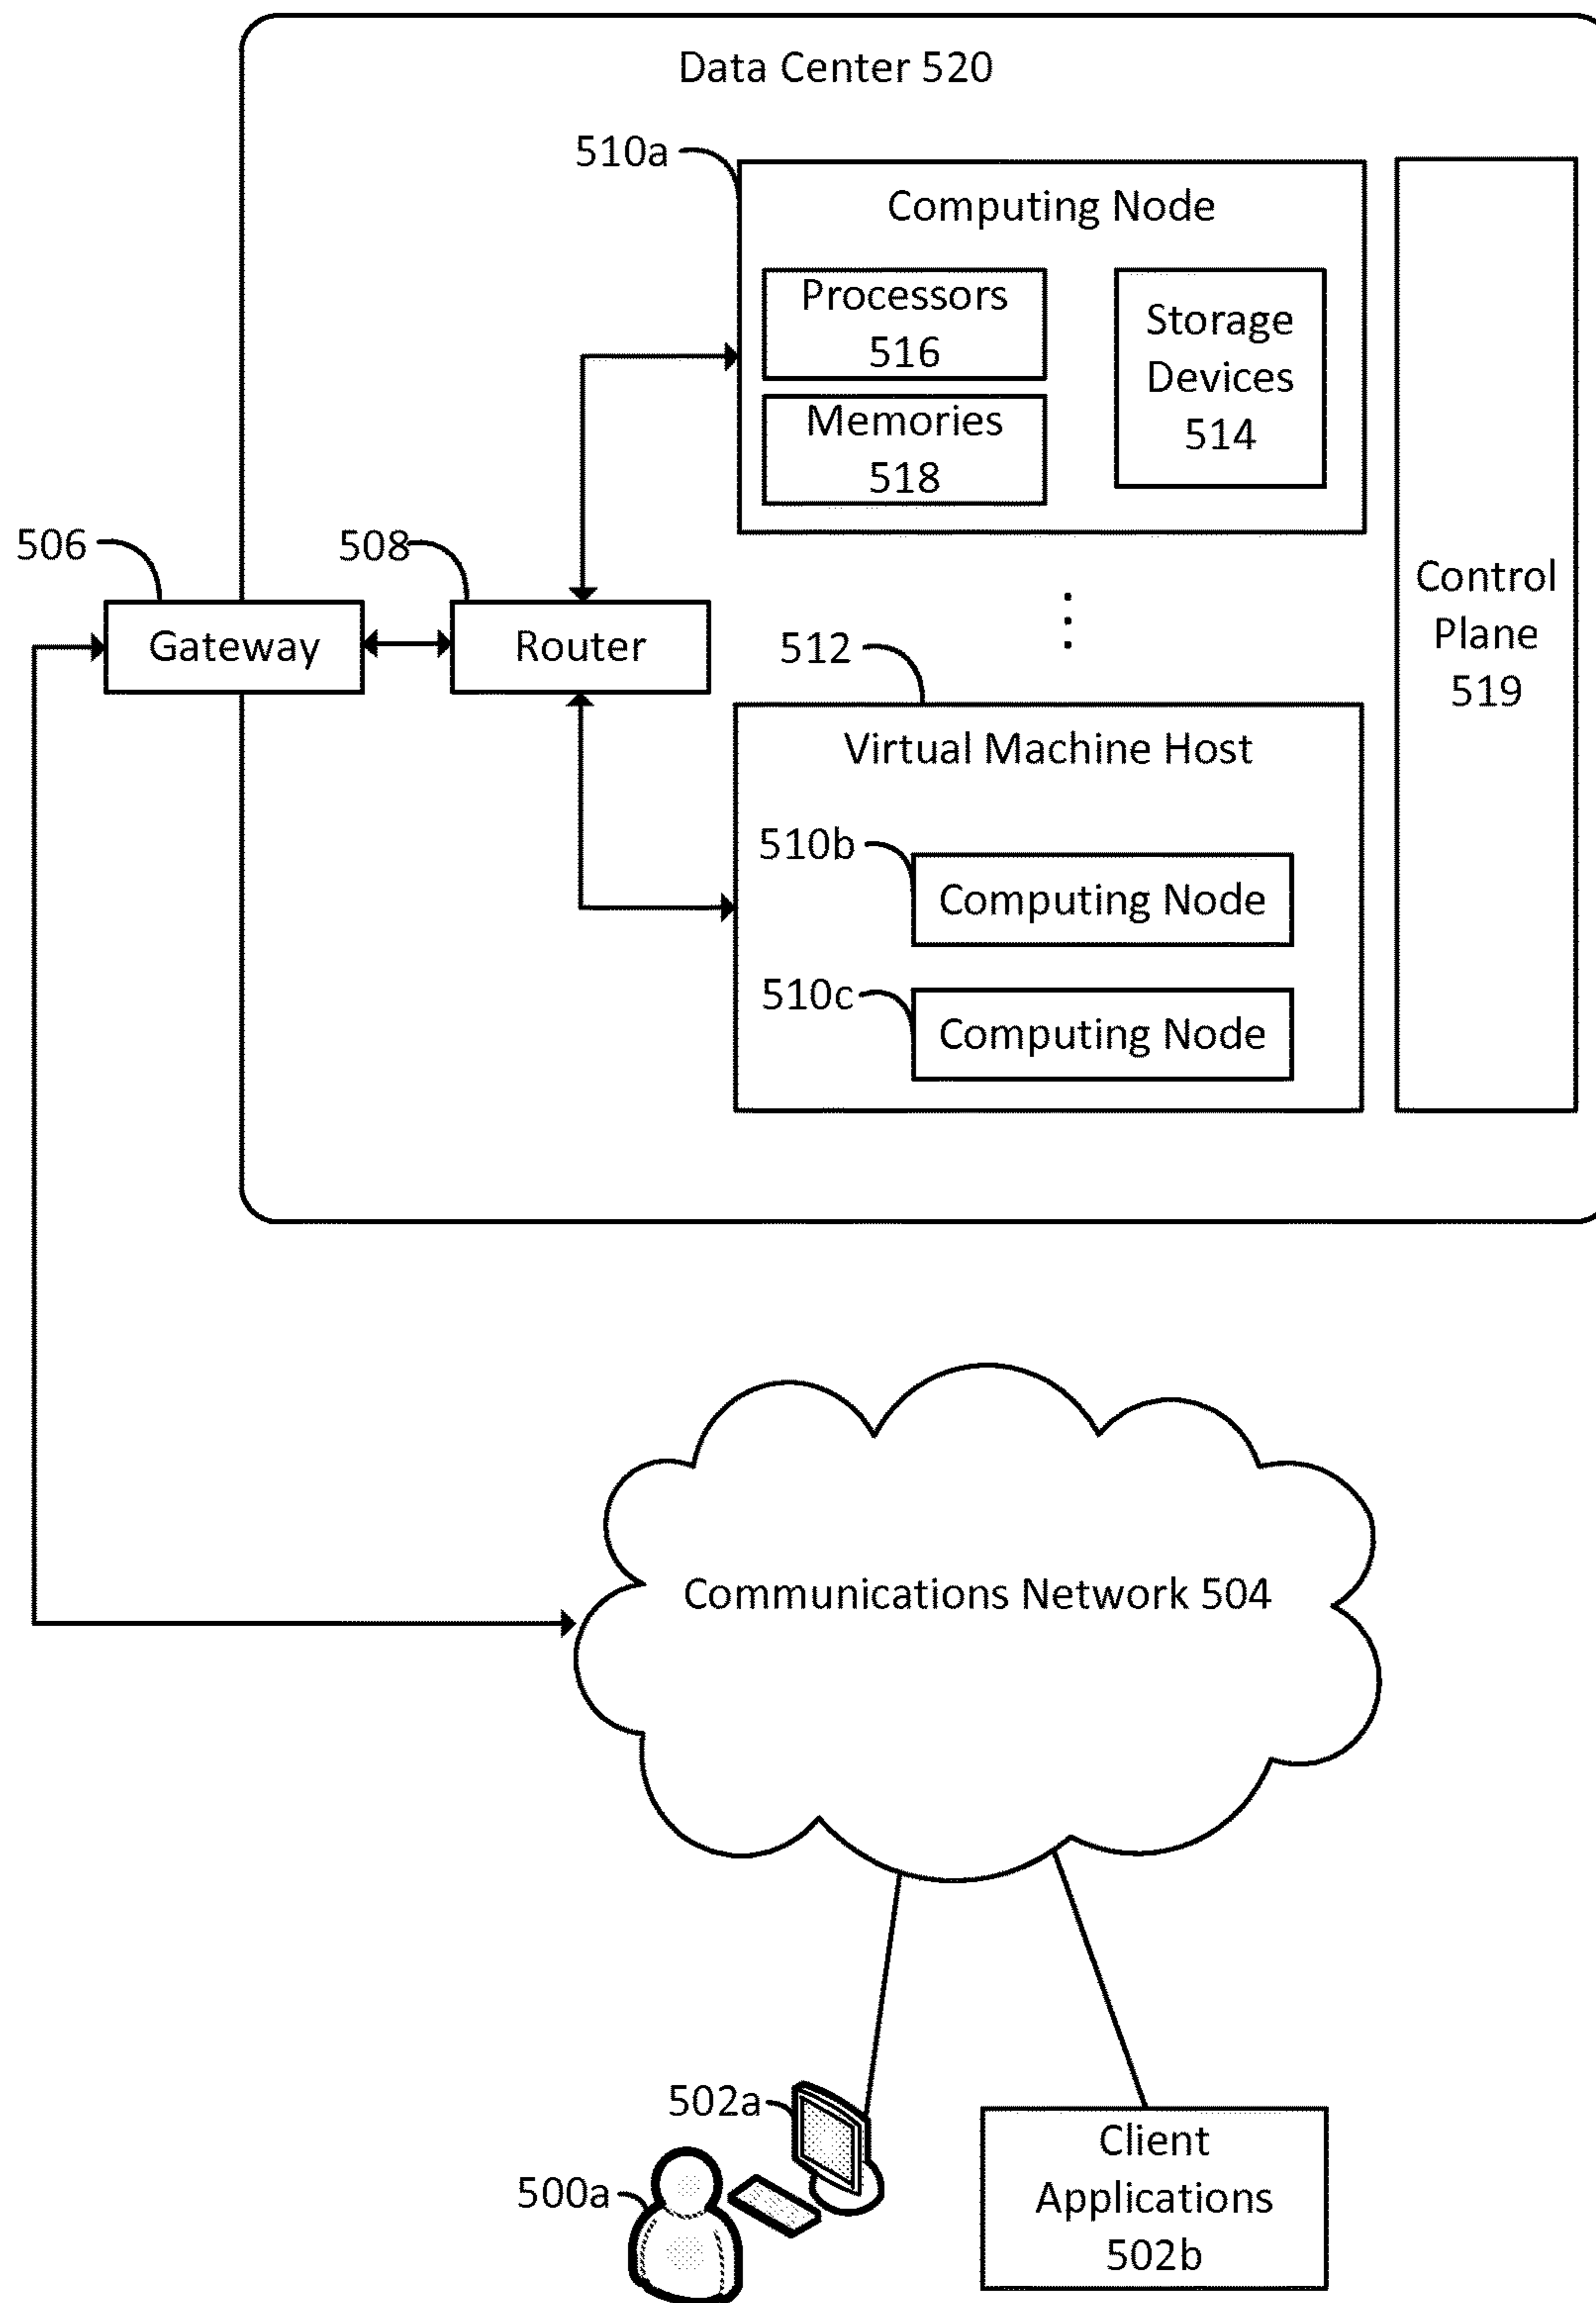 Data Center 520
510a
Computing Node
Processors
516
Memories
518
Storage
Devices
514
Control
Plane
519
506
Gateway
508
Router
512
Virtual Machine Host
510b
Computing Node
510c
Computing Node
Communications Network 504
502a
500a
Client
Applications
502b